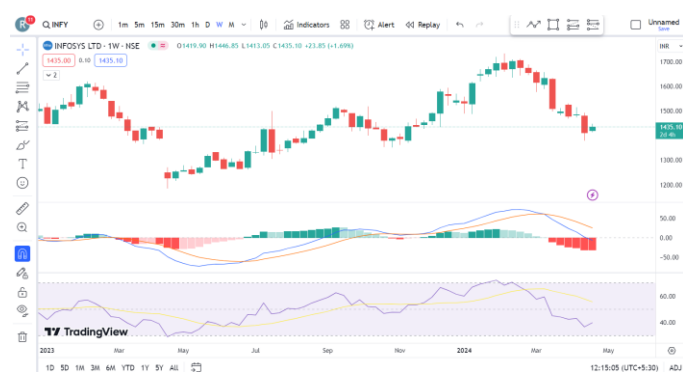 R INFY 1m 5m 15m 30m 1h D W M Indicators Alert Replay Unnamed
Save
INFOSYS LTD · 1W · NSE O1419.90 H1446.85 L1413.05 C1435.10 +23.85 (+1.69%) INR
1435.00 0.10 1435.10
2
1700.00
1600.00
1500.00
1435.10
2d 4h
1300.00
1200.00
50.00
0.00
-50.00
60.00
40.00
TradingView
2023 Mar May Jul Sep Nov 2024 Mar May
1D 5D 1M 3M 6M YTD 1Y 5Y All 12:15:05 (UTC+5:30) ADJ